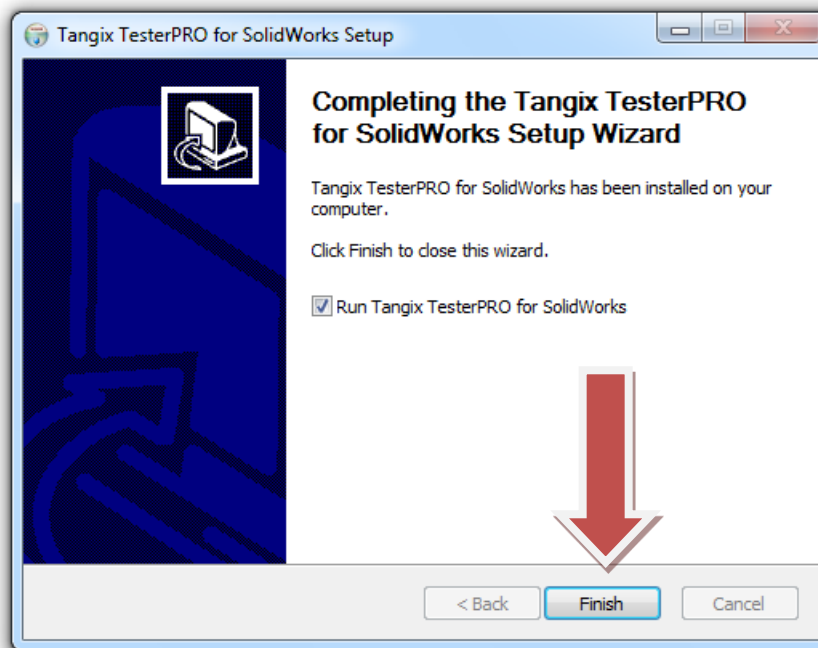 Tangix TesterPRO for SolidWorks Setup
Completing the Tangix TesterPRO
for SolidWorks Setup Wizard
Tangix TesterPRO for SolidWorks has been installed on your
computer.
Click Finish to close this wizard.
Run Tangix TesterPRO for SolidWorks
< Back
Finish
Cancel